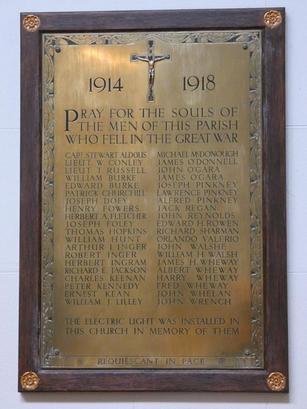 1914 1918
PRAY FOR THE SOULS OF
THE MEN OF THIS PARISH
WHO FELL IN THE GREAT WAR
CAPT STEWART ALDOUS
LIEUT W. CONLEY
LIEUT J. RUSSELL
WILLIAM BURKE
EDWARD BURKE
PATRICK CHURCHILL
JOSEPH DOEY
HENRY FOWERS
HERBERT A. FLETCHER
JOSEPH FOLEY
THOMAS HOPKINS
WILLIAM HUNT
ARTHUR INGER
ROBERT INGER
HERBERT INGRAM
RICHARD E. JACKSON
CHARLES KEENAN
PETER KENNEDY
ERNEST KEAN
WILLIAM J. LILLEY
MICHAEL McDONOUGH
JAMES O'DONNELL
JOHN O'GARA
JAMES O'GARA
JOSEPH PINKNEY
LAWRENCE PINKNEY
ALFRED PINKNEY
JACK REGAN
JOHN REYNOLDS
EDWARD H. ROWEN
RICHARD SHARMAN
ORLANDO VALERIO
JOHN WALSHE
WILLIAM H. WALSH
JAMES H. WHEWAY
ALBERT WHEWAY
HARRY WHEWAY
FRED WHEWAY
JOHN WHELAN
JOHN WRENCH
THE ELECTRIC LIGHT WAS INSTALLED IN
THIS CHURCH IN MEMORY OF THEM
REQUIESCANT IN PACE